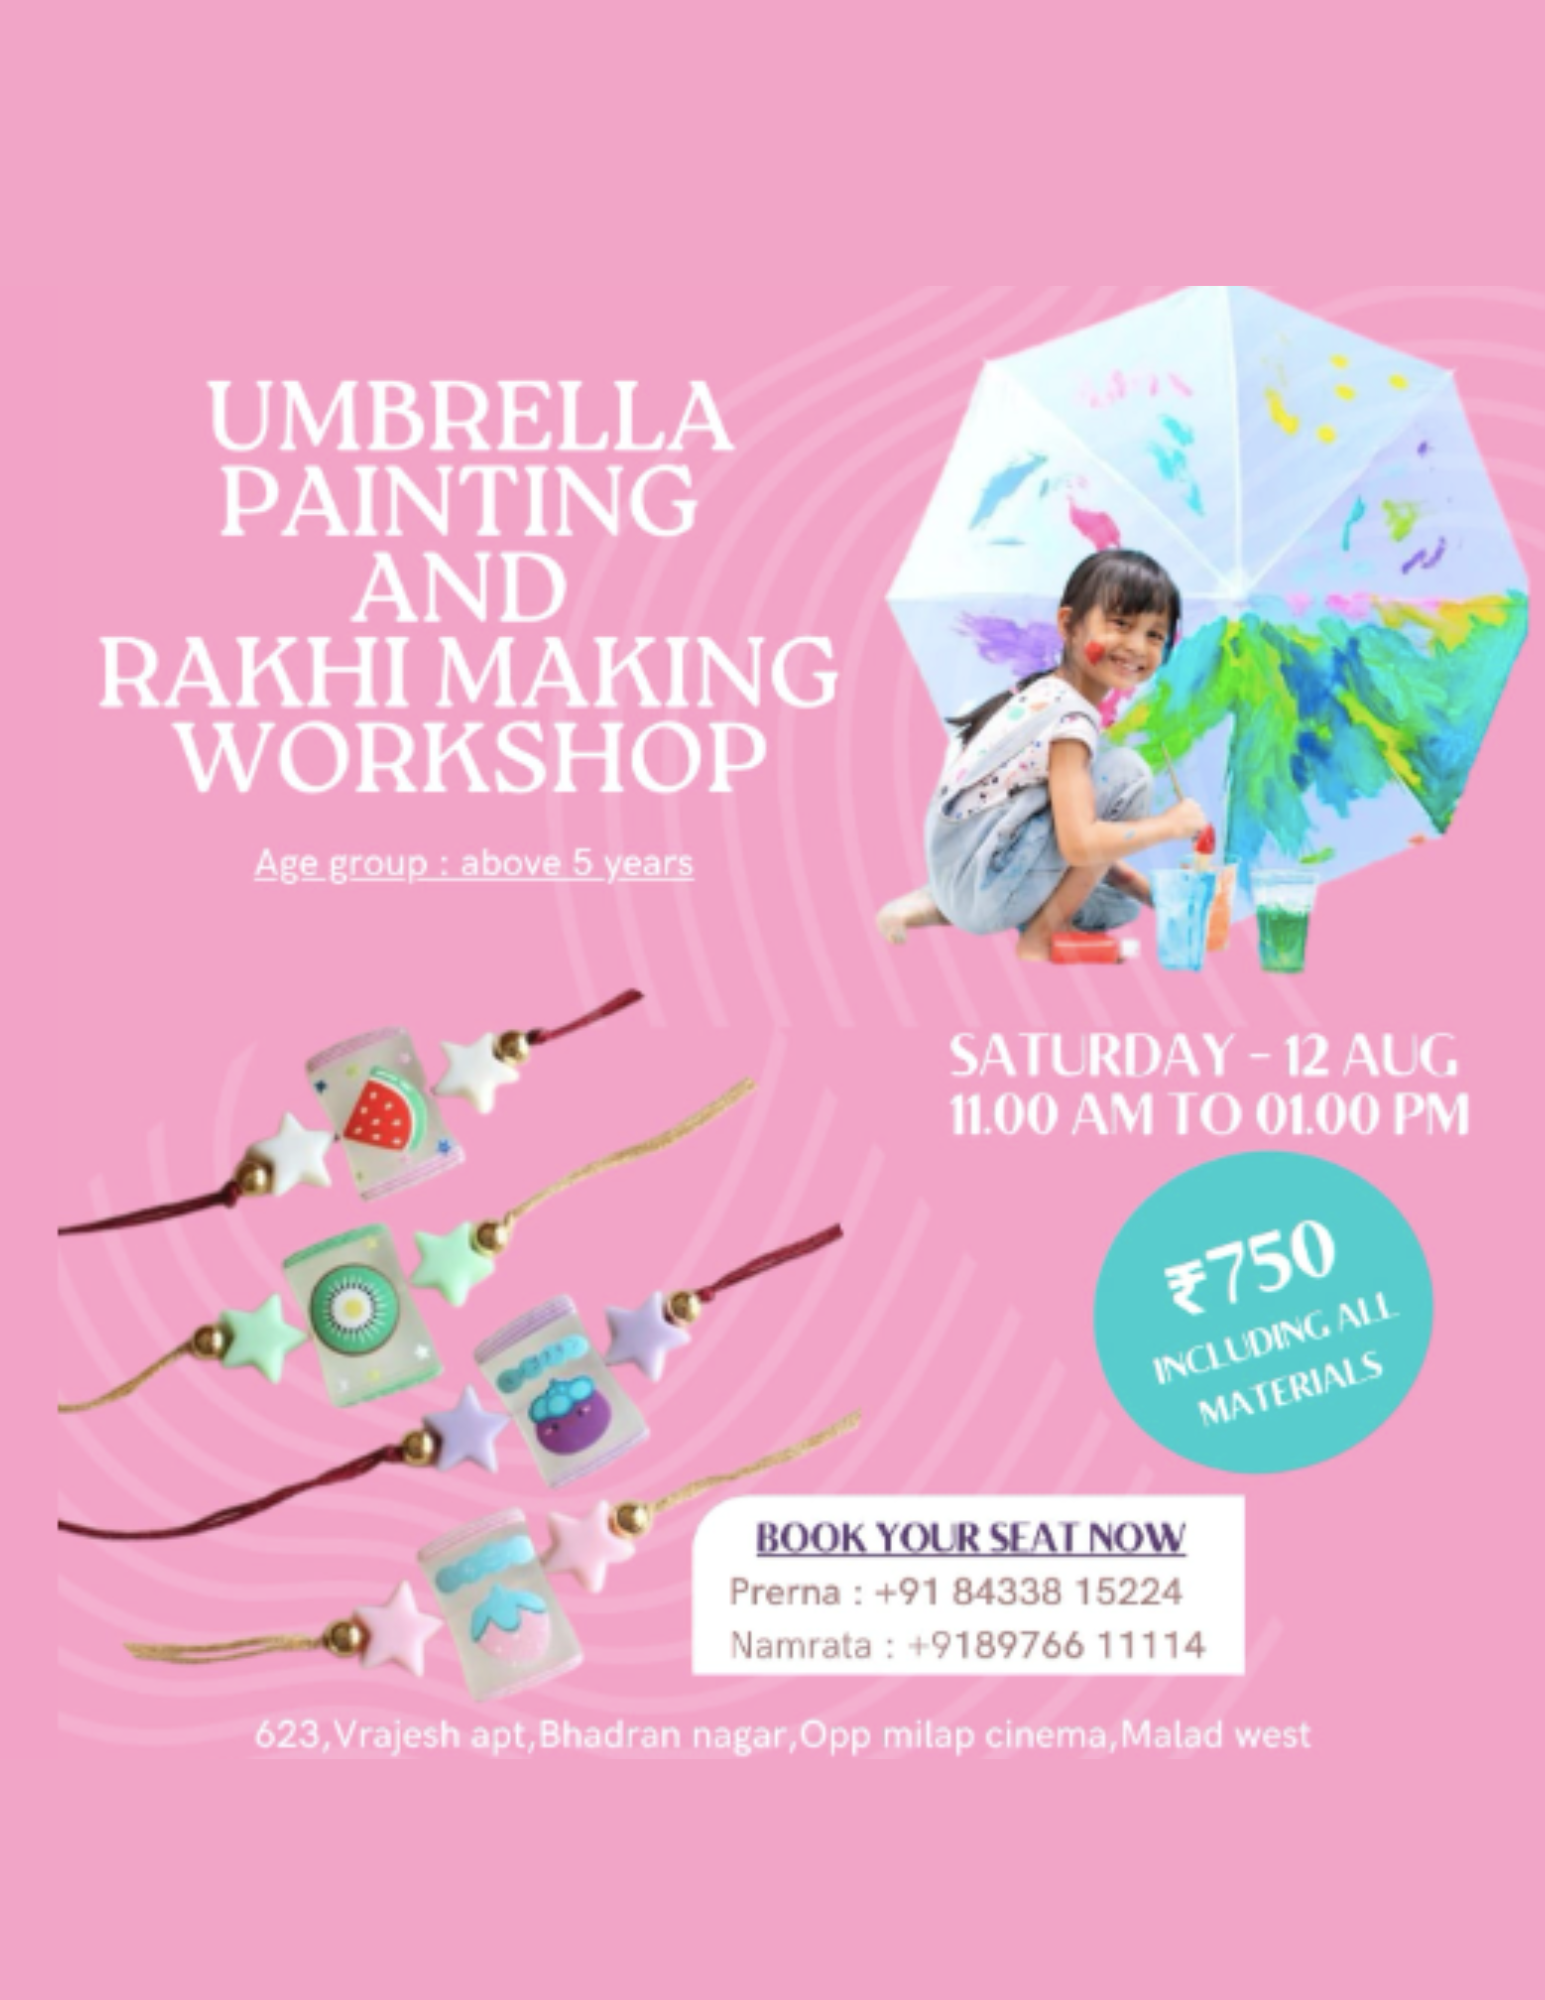 UMBRELLA
PAINTING
AND
RAKHI MAKING
WORKSHOP
Age group : above 5 years
SATURDAY - 12 AUG
11.00 AM TO 01.00 PM
₹750
INCLUDING ALL
MATERIALS
BOOK YOUR SEAT NOW
Prerna : +91 84338 15224
Namrata : +9189766 11114
623,Vrajesh apt,Bhadran nagar,Opp milap cinema,Malad west